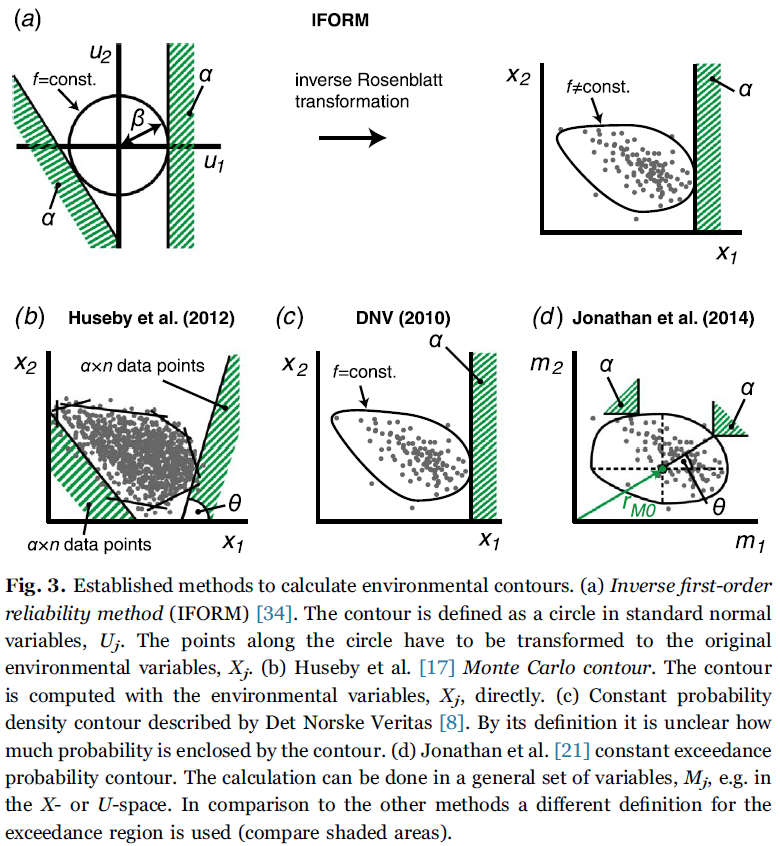 (a)
IFORM
u2
f=const.
α
β
u1
α
inverse Rosenblatt
transformation
x2
f≠const.
α
x1
(b) Huseby et al. (2012)
x2
α×n data points
θ
α×n data points
x1
(c) DNV (2010)
α
x2
f=const.
x1
(d) Jonathan et al. (2014)
m2
α
α
θ
rM0
m1
Fig. 3. Established methods to calculate environmental contours. (a) Inverse first-order
reliability method (IFORM) [34]. The contour is defined as a circle in standard normal
variables, Uj. The points along the circle have to be transformed to the original
environmental variables, Xj. (b) Huseby et al. [17] Monte Carlo contour. The contour
is computed with the environmental variables, Xj, directly. (c) Constant probability
density contour described by Det Norske Veritas [8]. By its definition it is unclear how
much probability is enclosed by the contour. (d) Jonathan et al. [21] constant exceedance
probability contour. The calculation can be done in a general set of variables, Mj, e.g. in
the X- or U-space. In comparison to the other methods a different definition for the
exceedance region is used (compare shaded areas).